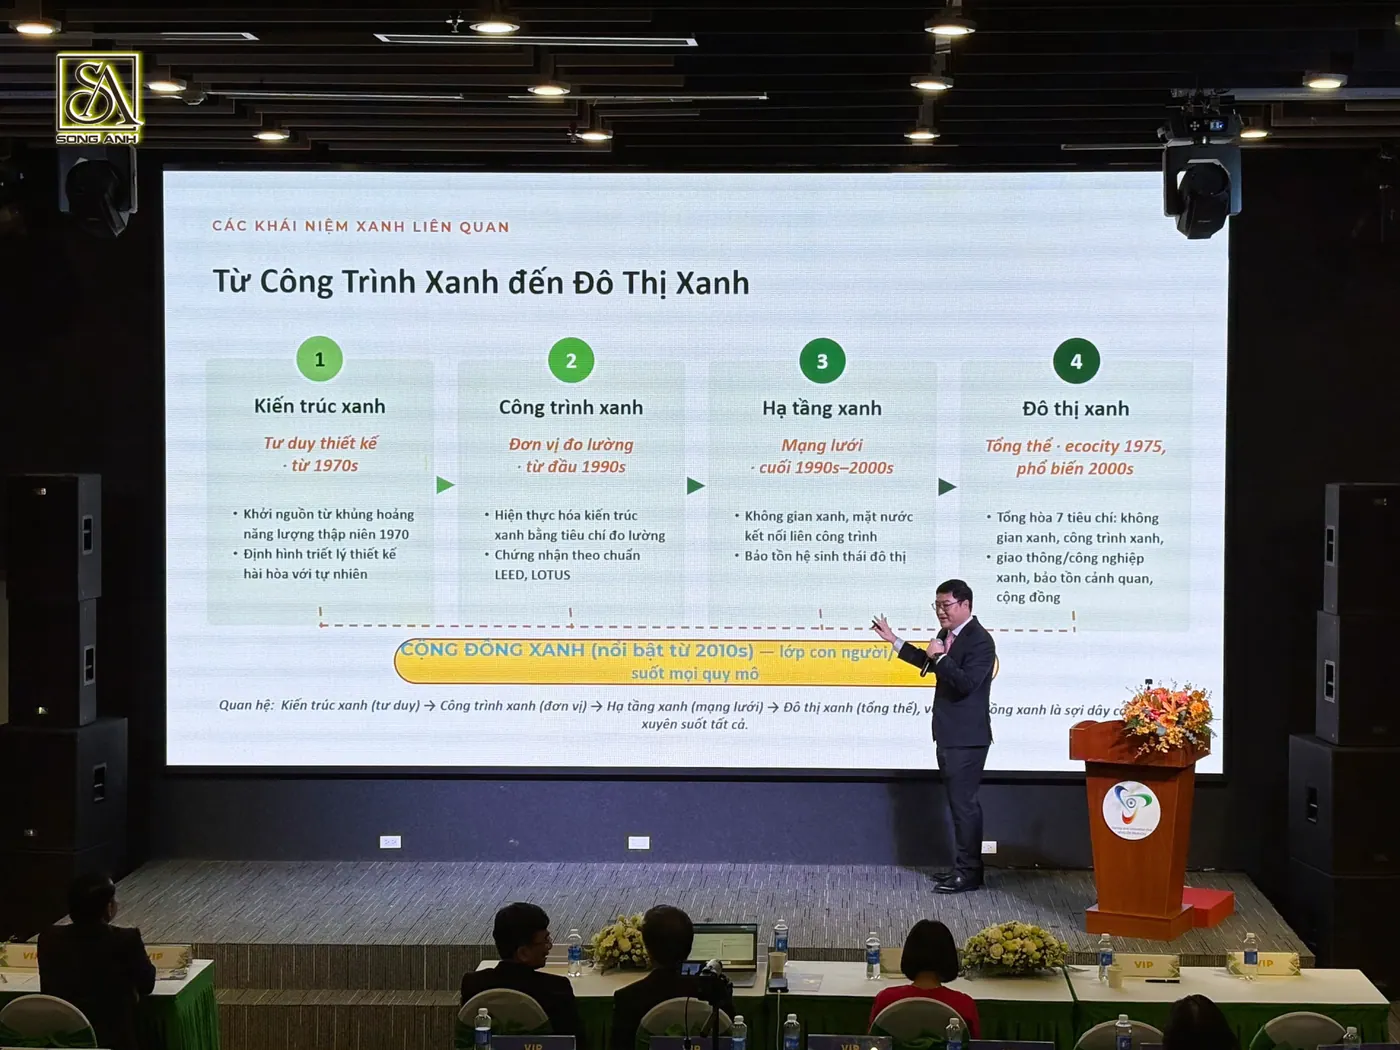 SA
SONG ANH
CÁC KHÁI NIỆM XANH LIÊN QUAN
Từ Công Trình Xanh đến Đô Thị Xanh
1
Kiến trúc xanh
Tư duy thiết kế
· từ 1970s
• Khởi nguồn từ khủng hoảng
năng lượng thập niên 1970
• Định hình triết lý thiết kế
hài hòa với tự nhiên
2
Công trình xanh
Đơn vị đo lường
· từ đầu 1990s
• Hiện thực hóa kiến trúc
xanh bằng tiêu chí đo lường
• Chứng nhận theo chuẩn
LEED, LOTUS
3
Hạ tầng xanh
Mạng lưới
· cuối 1990s–2000s
• Không gian xanh, mặt nước
kết nối liên công trình
• Bảo tồn hệ sinh thái đô thị
4
Đô thị xanh
Tổng thể · ecocity 1975,
phổ biến 2000s
• Tổng hòa 7 tiêu chí: không
gian xanh, công trình xanh,
• giao thông/công nghiệp
xanh, bảo tồn cảnh quan,
cộng đồng
CỘNG ĐỒNG XANH (nổi bật từ 2010s) — lớp con người/
suốt mọi quy mô
Quan hệ: Kiến trúc xanh (tư duy) → Công trình xanh (đơn vị) → Hạ tầng xanh (mạng lưới) → Đô thị xanh (tổng thể), v ồng xanh là sợi dây
xuyên suốt tất cả.
VIP
VIP
VIP
VIP
VIP
VIP